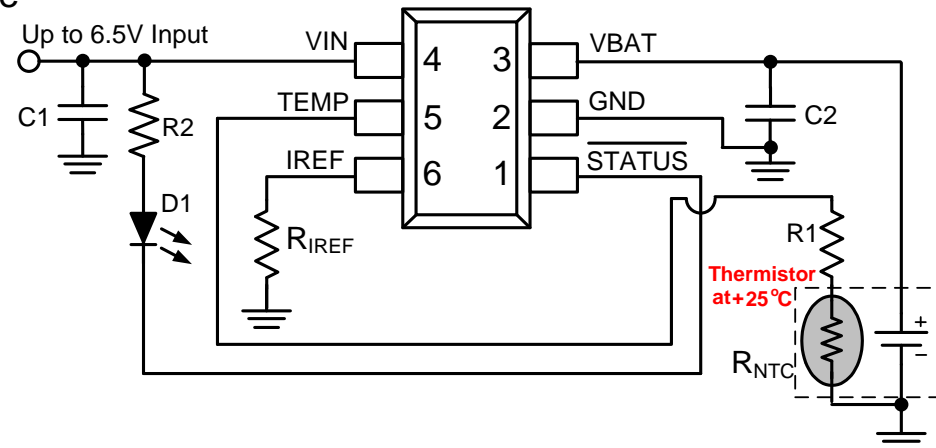 Up to 6.5V Input
VIN
4
3
VBAT
C1
R2
TEMP
5
2
GND
C2
IREF
6
1
STATUS
D1
RIREF
R1
Thermistor
at+25°C
RNTC
+
−